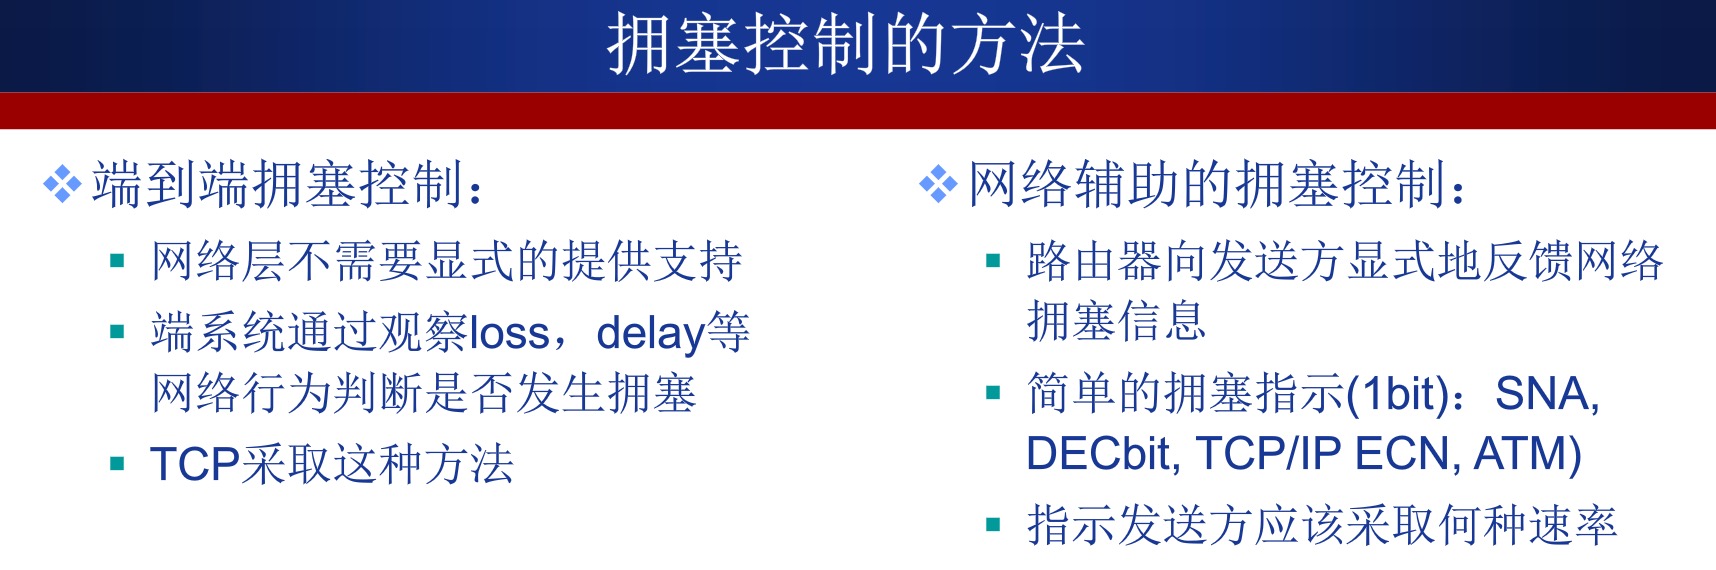 拥塞控制的方法
端到端拥塞控制：
网络层不需要显式的提供支持
端系统通过观察loss，delay等
网络行为判断是否发生拥塞
TCP采取这种方法
网络辅助的拥塞控制：
路由器向发送方显式地反馈网络
拥塞信息
简单的拥塞指示(1bit)：SNA,
DECbit, TCP/IP ECN, ATM)
指示发送方应该采取何种速率